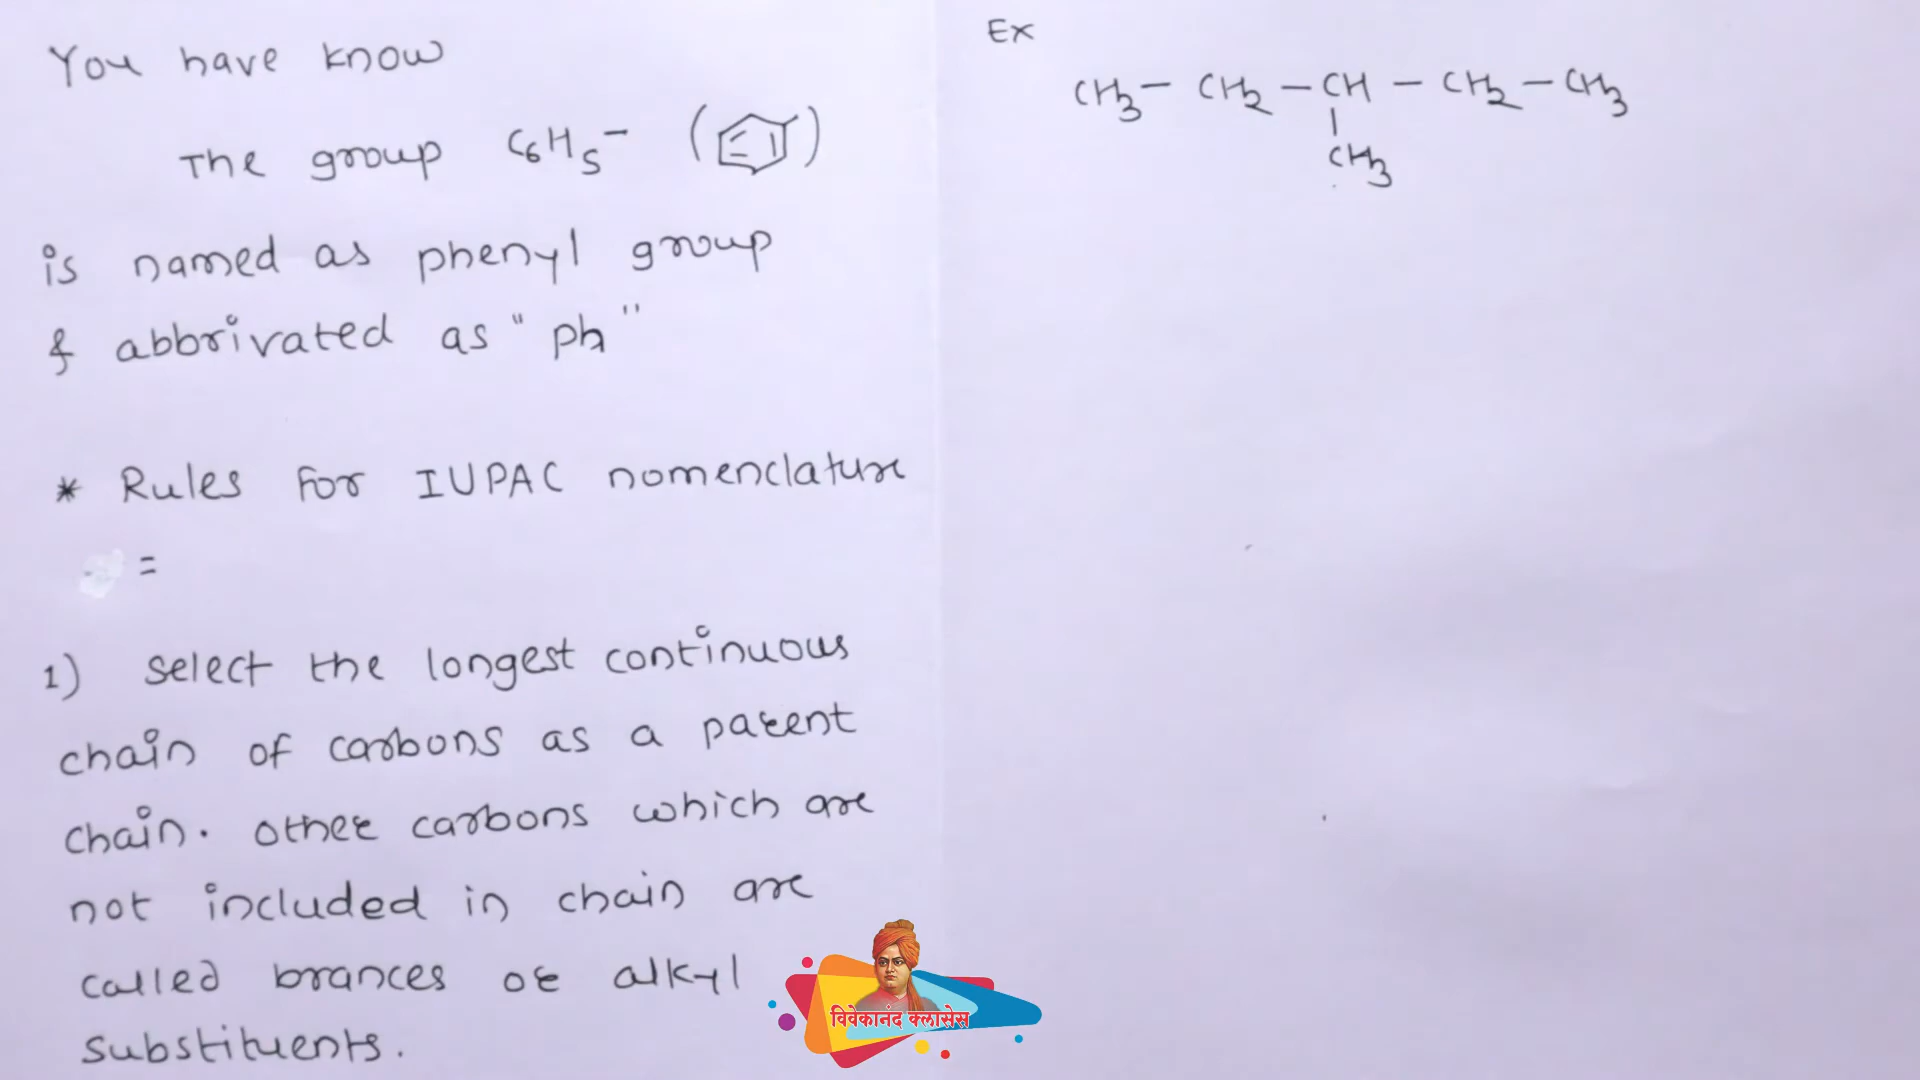 You have know
The group C6H5- ( )
is named as phenyl group
& abbrivated as "ph"
* Rules For IUPAC nomenclature
=
1) select the longest continuous
chain of carbons as a parent
chain. other carbons which are
not included in chain are
called brances or alkyl
substituents.
Ex
CH3 - CH2 - CH - CH2 - CH3
|
CH3
विवेकानंद क्लासेस